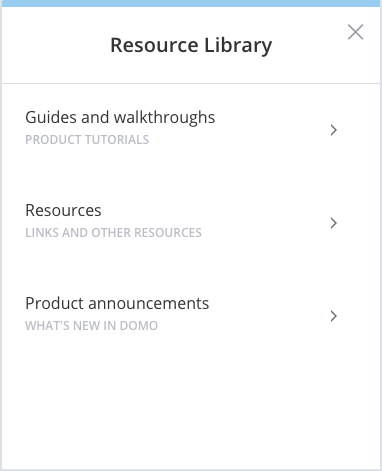 Resource Library
Guides and walkthroughs
PRODUCT TUTORIALS
Resources
LINKS AND OTHER RESOURCES
Product announcements
WHAT'S NEW IN DOMO